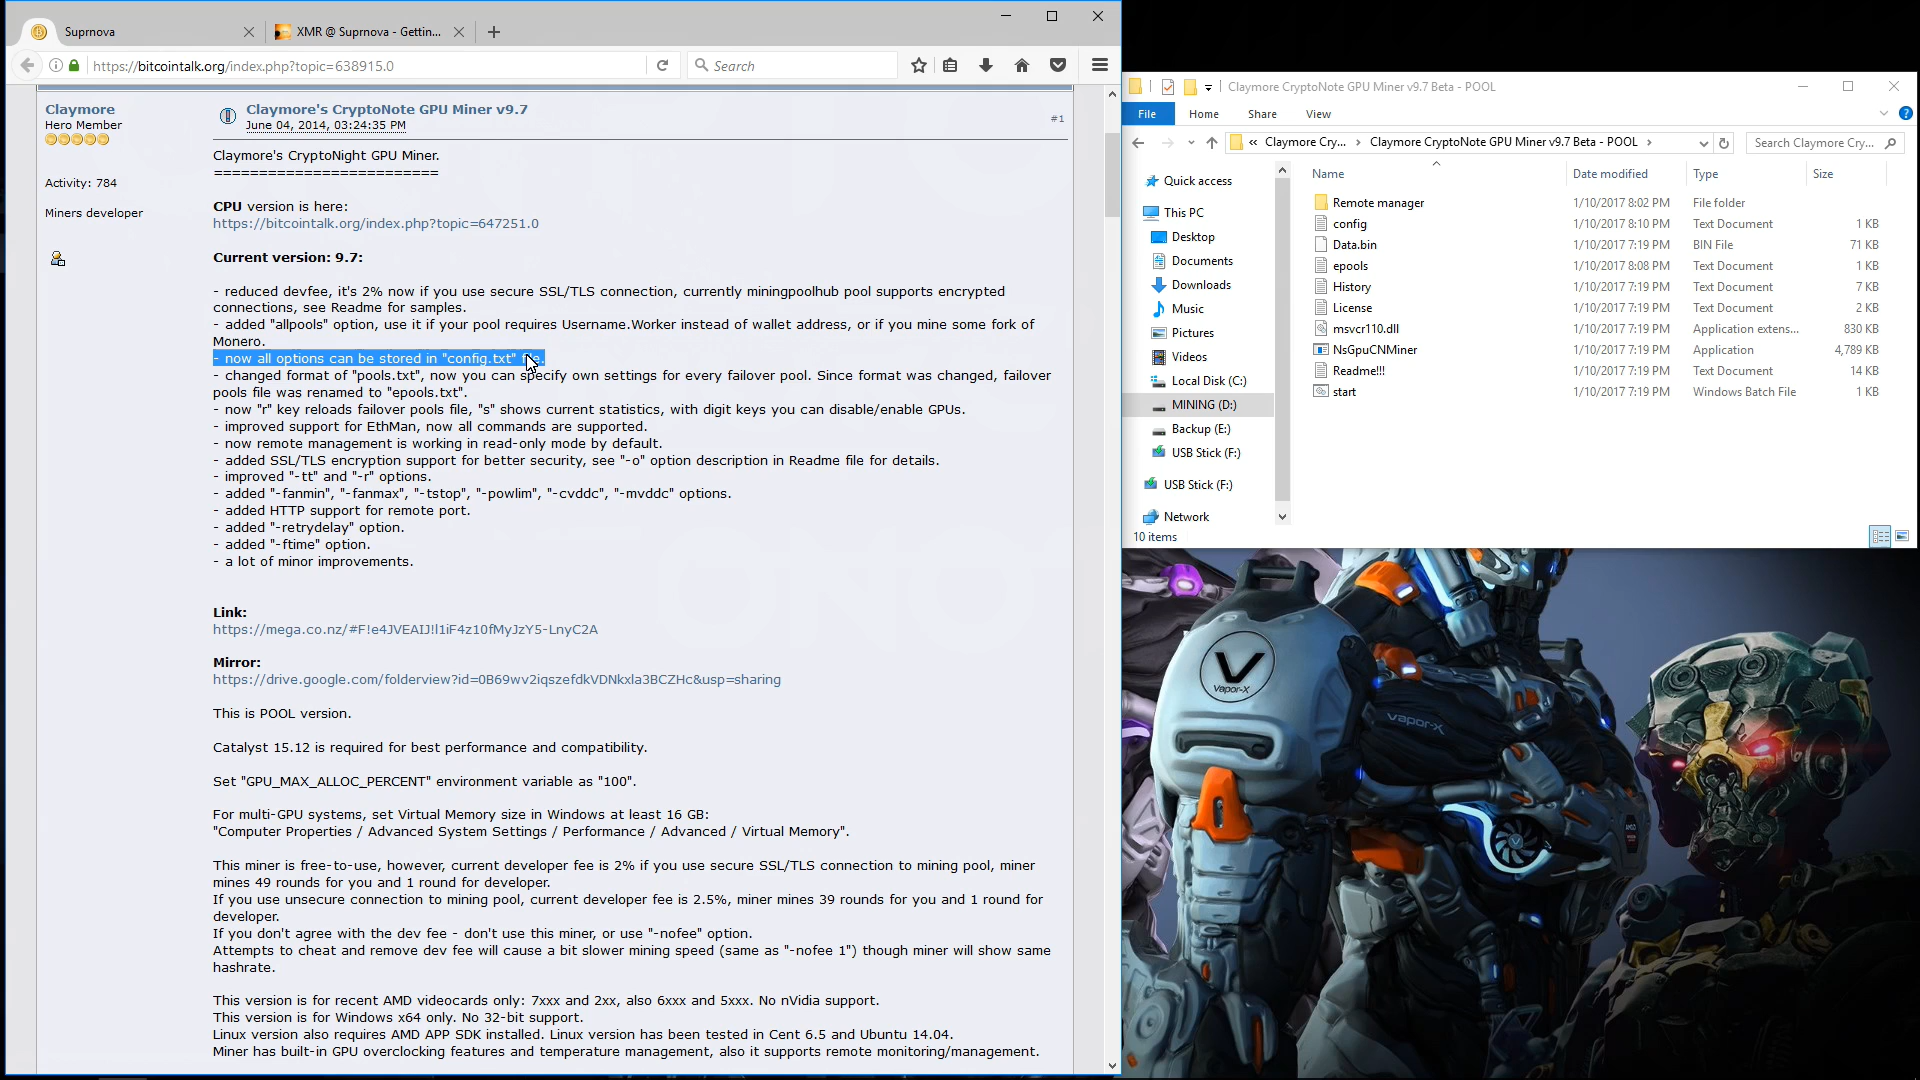 Suprnova
XMR @ Suprnova - Gettin...
https://bitcointalk.org/index.php?topic=638915.0
Search
Claymore
Hero Member
Activity: 784
Miners developer
Claymore's CryptoNote GPU Miner v9.7
June 04, 2014, 03:24:35 PM
#1
Claymore's CryptoNight GPU Miner.
=========================
CPU version is here:
https://bitcointalk.org/index.php?topic=647251.0
Current version: 9.7:
- reduced devfee, it's 2% now if you use secure SSL/TLS connection, currently miningpoolhub pool supports encrypted
connections, see Readme for samples.
- added "allpools" option, use it if your pool requires Username.Worker instead of wallet address, or if you mine some fork of
Monero.
- now all options can be stored in "config.txt" file.
- changed format of "pools.txt", now you can specify own settings for every failover pool. Since format was changed, failover
pools file was renamed to "epools.txt".
- now "r" key reloads failover pools file, "s" shows current statistics, with digit keys you can disable/enable GPUs.
- improved support for EthMan, now all commands are supported.
- now remote management is working in read-only mode by default.
- added SSL/TLS encryption support for better security, see "-o" option description in Readme file for details.
- improved "-tt" and "-r" options.
- added "-fanmin", "-fanmax", "-tstop", "-powlim", "-cvddc", "-mvddc" options.
- added HTTP support for remote port.
- added "-retrydelay" option.
- added "-ftime" option.
- a lot of minor improvements.
Link:
https://mega.co.nz/#F!e4JVEAIJ!l1iF4z10fMyJzY5-LnyC2A
Mirror:
https://drive.google.com/folderview?id=0B69wv2iqszefdkVDNkxla3BCZHc&usp=sharing
This is POOL version.
Catalyst 15.12 is required for best performance and compatibility.
Set "GPU_MAX_ALLOC_PERCENT" environment variable as "100".
For multi-GPU systems, set Virtual Memory size in Windows at least 16 GB:
"Computer Properties / Advanced System Settings / Performance / Advanced / Virtual Memory".
This miner is free-to-use, however, current developer fee is 2% if you use secure SSL/TLS connection to mining pool, miner
mines 49 rounds for you and 1 round for developer.
If you use unsecure connection to mining pool, current developer fee is 2.5%, miner mines 39 rounds for you and 1 round for
developer.
If you don't agree with the dev fee - don't use this miner, or use "-nofee" option.
Attempts to cheat and remove dev fee will cause a bit slower mining speed (same as "-nofee 1") though miner will show same
hashrate.
This version is for recent AMD videocards only: 7xxx and 2xx, also 6xxx and 5xxx. No nVidia support.
This version is for Windows x64 only. No 32-bit support.
Linux version also requires AMD APP SDK installed. Linux version has been tested in Cent 6.5 and Ubuntu 14.04.
Miner has built-in GPU overclocking features and temperature management, also it supports remote monitoring/management.
Claymore CryptoNote GPU Miner v9.7 Beta - POOL
File Home Share View
« Claymore Cry... > Claymore CryptoNote GPU Miner v9.7 Beta - POOL >
Search Claymore Cry...
Quick access
This PC
Desktop
Documents
Downloads
Music
Pictures
Videos
Local Disk (C:)
MINING (D:)
Backup (E:)
USB Stick (F:)
USB Stick (F:)
Network
Name Date modified Type Size
Remote manager 1/10/2017 8:02 PM File folder
config 1/10/2017 8:10 PM Text Document 1 KB
Data.bin 1/10/2017 7:19 PM BIN File 71 KB
epools 1/10/2017 8:08 PM Text Document 1 KB
History 1/10/2017 7:19 PM Text Document 7 KB
License 1/10/2017 7:19 PM Text Document 2 KB
msvcr110.dll 1/10/2017 7:19 PM Application extens... 830 KB
NsGpuCNMiner 1/10/2017 7:19 PM Application 4,789 KB
Readme!!! 1/10/2017 7:19 PM Text Document 14 KB
start 1/10/2017 7:19 PM Windows Batch File 1 KB
10 items
V
Vapor-X
vapor-x
AMD